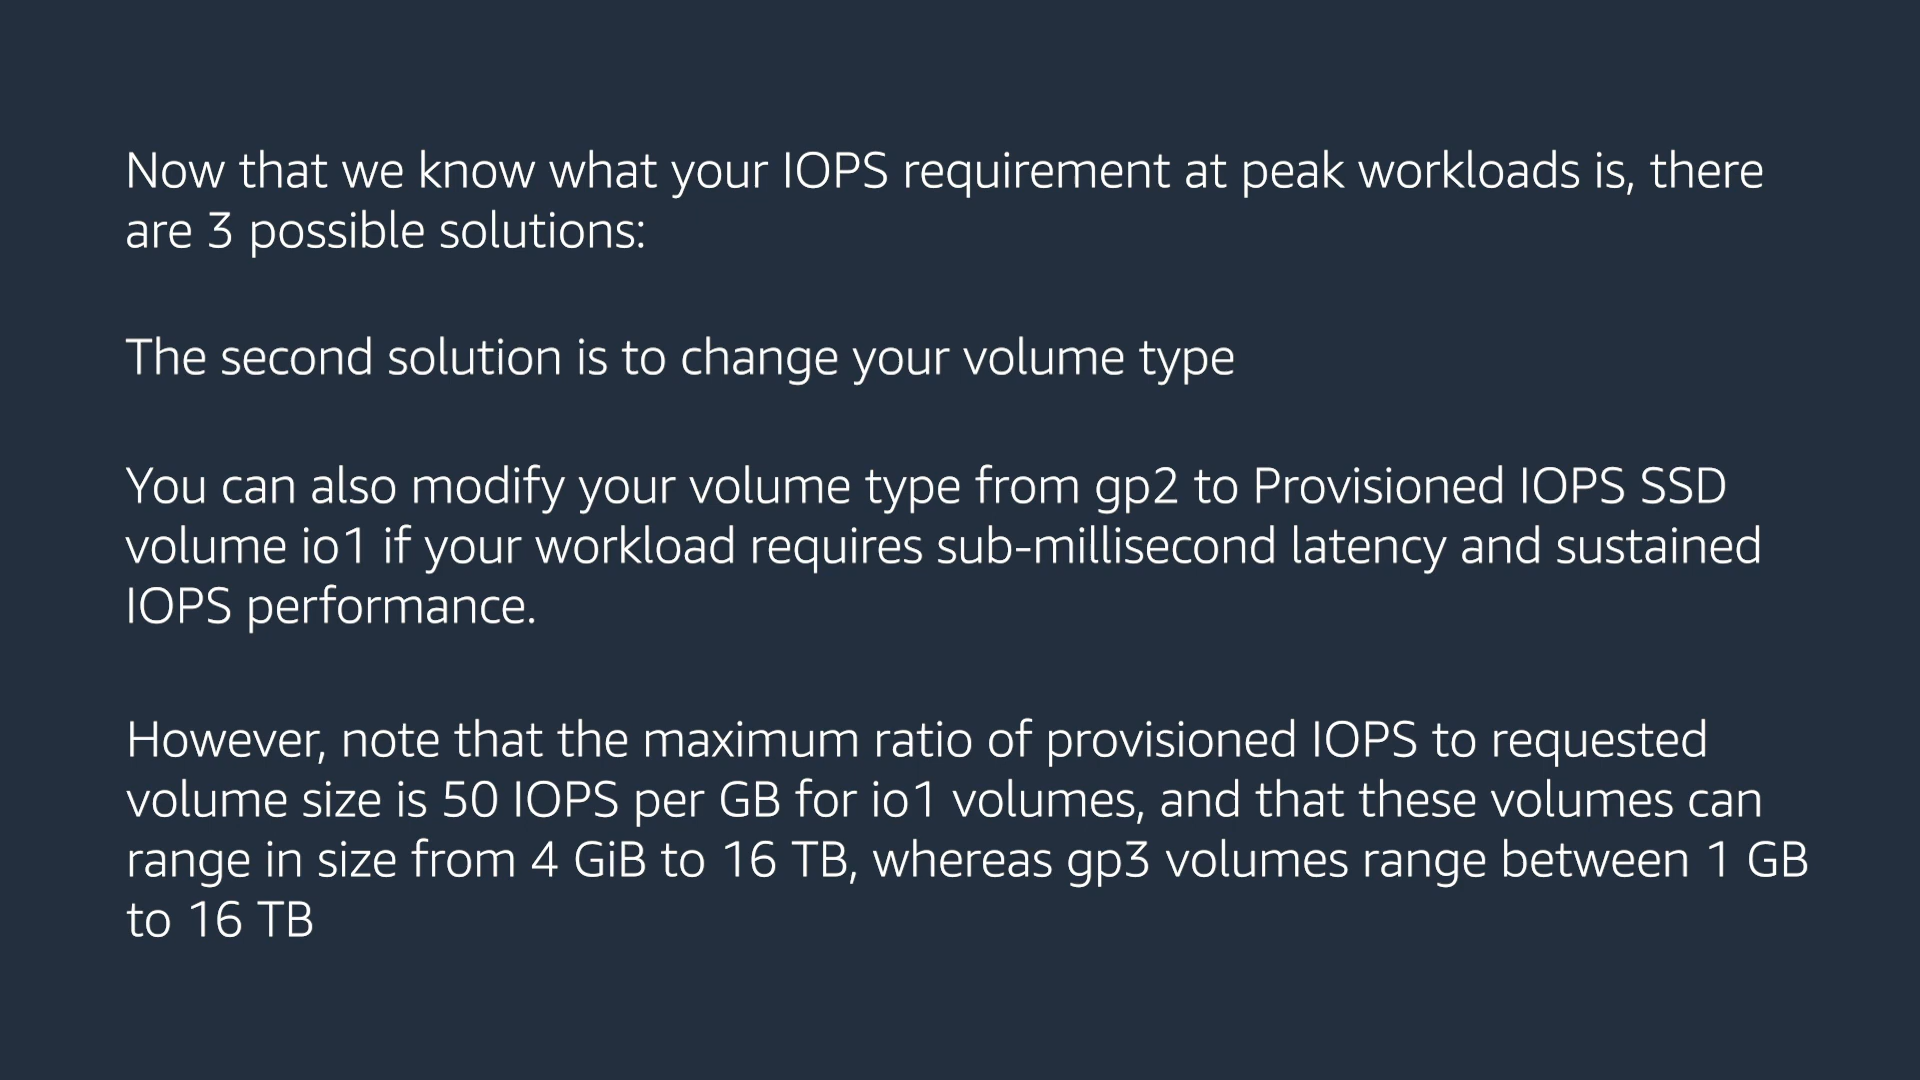 Now that we know what your IOPS requirement at peak workloads is, there
are 3 possible solutions:
The second solution is to change your volume type
You can also modify your volume type from gp2 to Provisioned IOPS SSD
volume io1 if your workload requires sub-millisecond latency and sustained
IOPS performance.
However, note that the maximum ratio of provisioned IOPS to requested
volume size is 50 IOPS per GB for io1 volumes, and that these volumes can
range in size from 4 GiB to 16 TB, whereas gp3 volumes range between 1 GB
to 16 TB